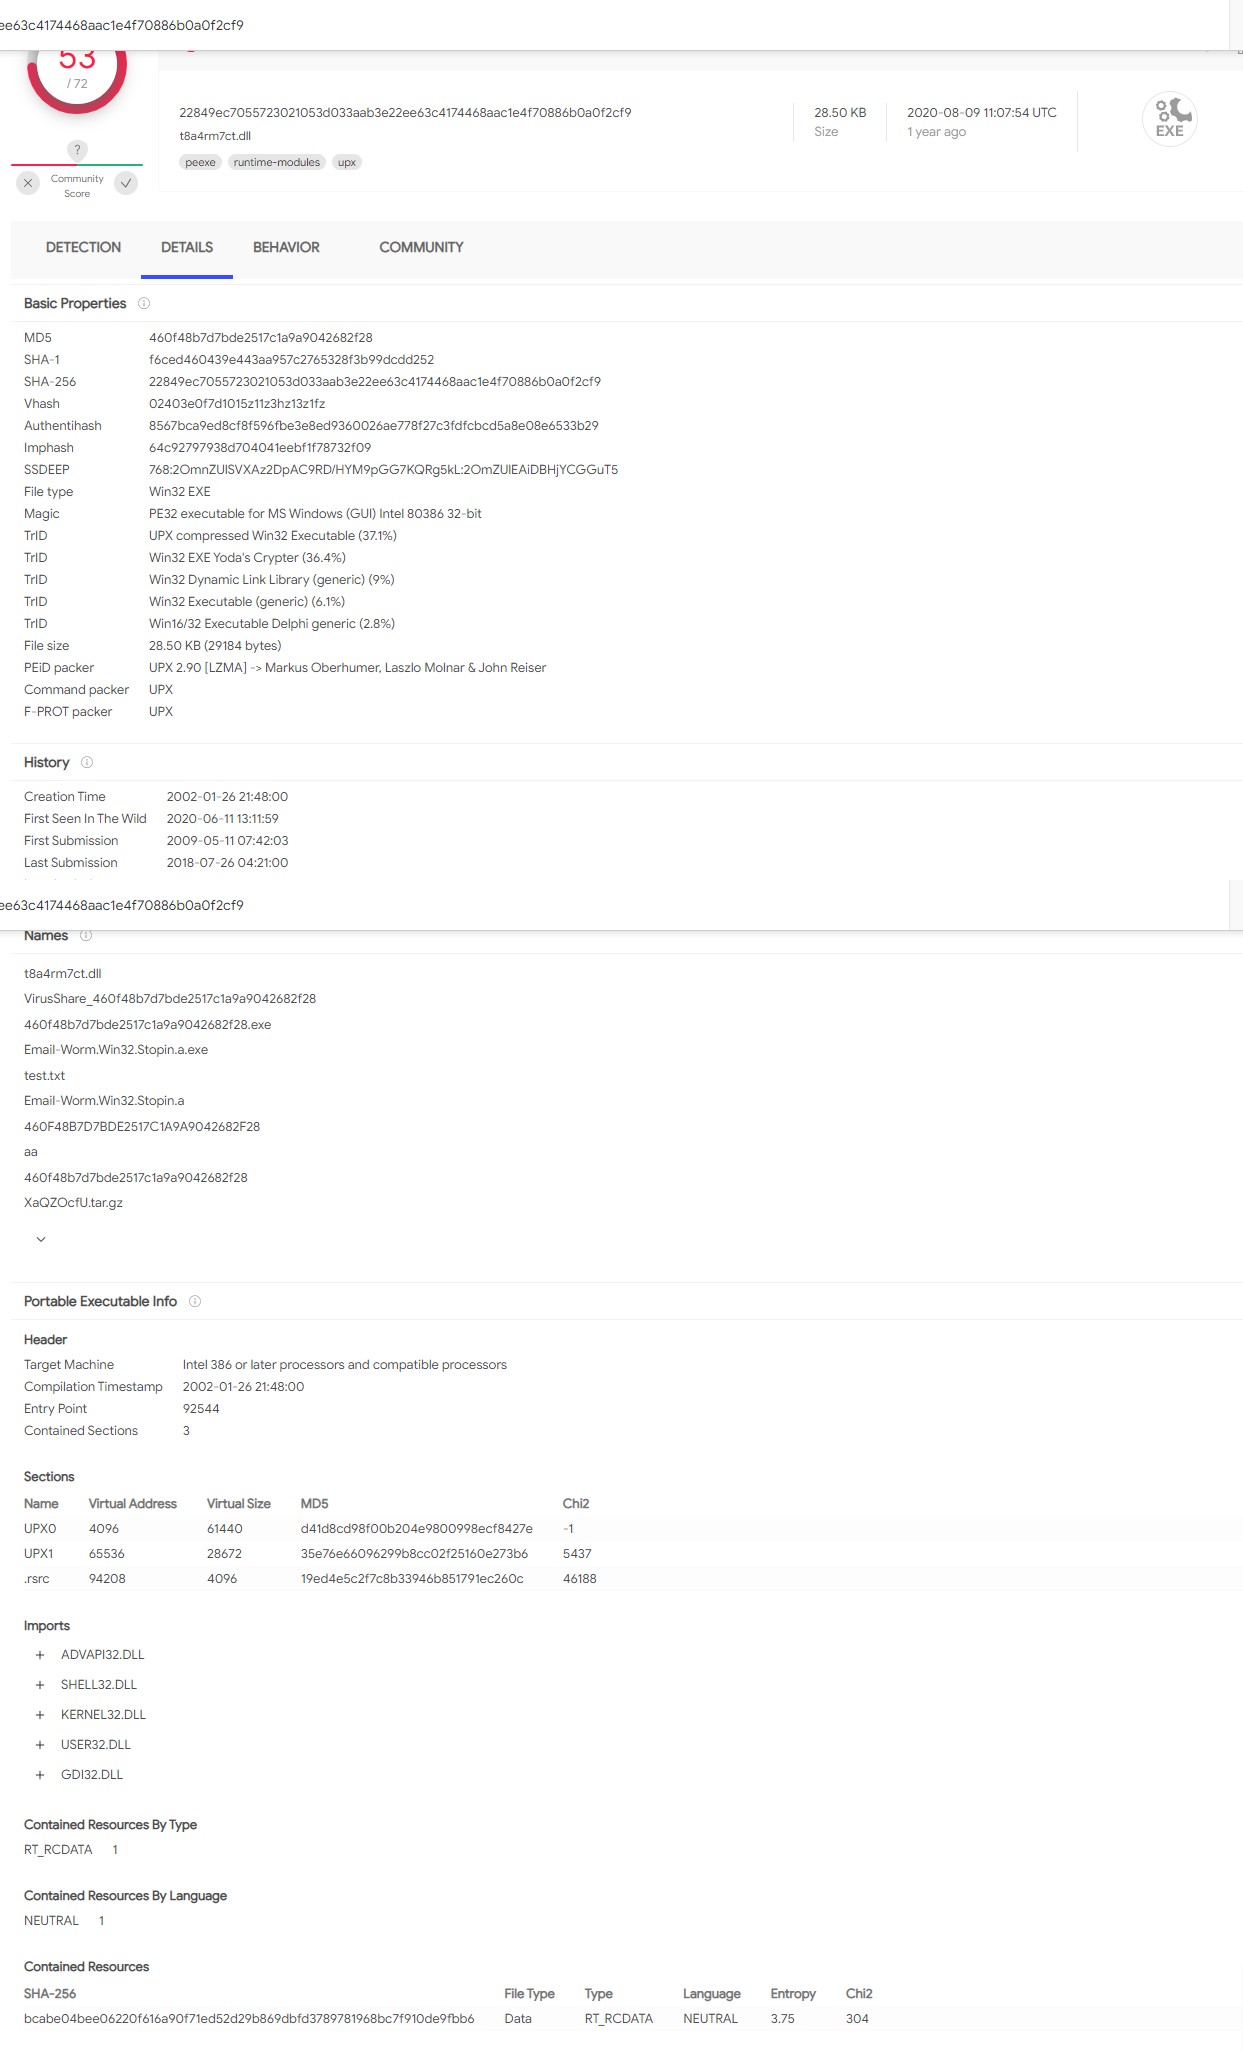 ee63c4174468aac1e4f70886b0a0f2cf9
53
/ 72
?
Community
Score
22849ec7055723021053d033aab3e22ee63c4174468aac1e4f70886b0a0f2cf9
t8a4rm7ct.dll
peexe runtime-modules upx
28.50 KB
Size
2020-08-09 11:07:54 UTC
1 year ago
EXE
DETECTION DETAILS BEHAVIOR COMMUNITY
Basic Properties
MD5 460f48b7d7bde2517c1a9a9042682f28
SHA-1 f6ced460439e443aa957c2765328f3b99dcdd252
SHA-256 22849ec7055723021053d033aab3e22ee63c4174468aac1e4f70886b0a0f2cf9
Vhash 02403e0f7d1015z11z3hz13z1fz
Authentihash 8567bca9ed8cf8f596fbe3e8ed9360026ae778f27c3fdfcbcd5a8e08e6533b29
Imphash 64c92797938d704041eebf1f78732f09
SSDEEP 768:2OmnZUlSVXAz2DpAC9RD/HYM9pGG7KQRg5kL:2OmZUlEAiDBHjYCGGuT5
File type Win32 EXE
Magic PE32 executable for MS Windows (GUI) Intel 80386 32-bit
TrID UPX compressed Win32 Executable (37.1%)
TrID Win32 EXE Yoda's Crypter (36.4%)
TrID Win32 Dynamic Link Library (generic) (9%)
TrID Win32 Executable (generic) (6.1%)
TrID Win16/32 Executable Delphi generic (2.8%)
File size 28.50 KB (29184 bytes)
PEiD packer UPX 2.90 [LZMA] -> Markus Oberhumer, Laszlo Molnar & John Reiser
Command packer UPX
F-PROT packer UPX
History
Creation Time 2002-01-26 21:48:00
First Seen In The Wild 2020-06-11 13:11:59
First Submission 2009-05-11 07:42:03
Last Submission 2018-07-26 04:21:00
ee63c4174468aac1e4f70886b0a0f2cf9
Names
t8a4rm7ct.dll
VirusShare_460f48b7d7bde2517c1a9a9042682f28
460f48b7d7bde2517c1a9a9042682f28.exe
Email-Worm.Win32.Stopin.a.exe
test.txt
Email-Worm.Win32.Stopin.a
460F48B7D7BDE2517C1A9A9042682F28
aa
460f48b7d7bde2517c1a9a9042682f28
XaQZOcfU.tar.gz
Portable Executable Info
Header
Target Machine Intel 386 or later processors and compatible processors
Compilation Timestamp 2002-01-26 21:48:00
Entry Point 92544
Contained Sections 3
Sections
Name Virtual Address Virtual Size MD5 Chi2
UPX0 4096 61440 d41d8cd98f00b204e9800998ecf8427e -1
UPX1 65536 28672 35e76e66096299b8cc02f25160e273b6 5437
.rsrc 94208 4096 19ed4e5c2f7c8b33946b851791ec260c 46188
Imports
+ ADVAPI32.DLL
+ SHELL32.DLL
+ KERNEL32.DLL
+ USER32.DLL
+ GDI32.DLL
Contained Resources By Type
RT_RCDATA 1
Contained Resources By Language
NEUTRAL 1
Contained Resources
SHA-256 File Type Type Language Entropy Chi2
bcabe04bee06220f616a90f71ed52d29b869dbfd3789781968bc7f910de9fbb6 Data RT_RCDATA NEUTRAL 3.75 304